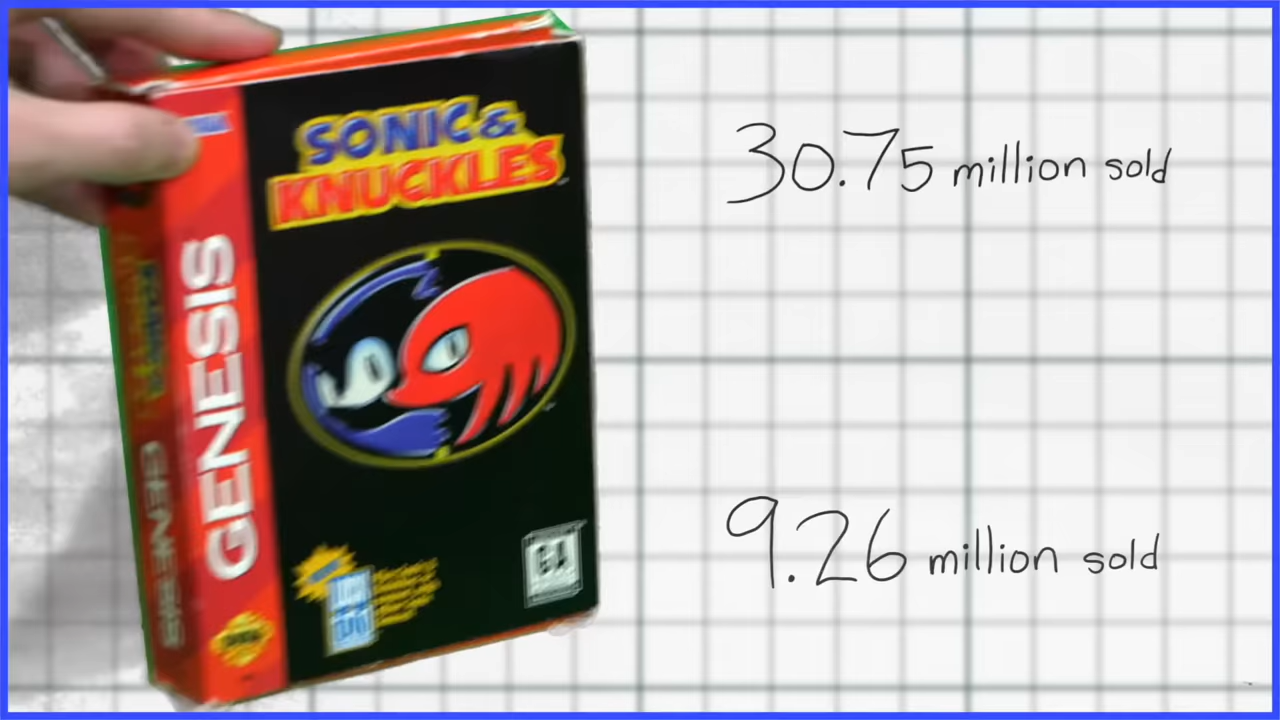 SONIC &
KNUCKLES
GENESIS
GENESIS
30.75 million sold
9.26 million sold